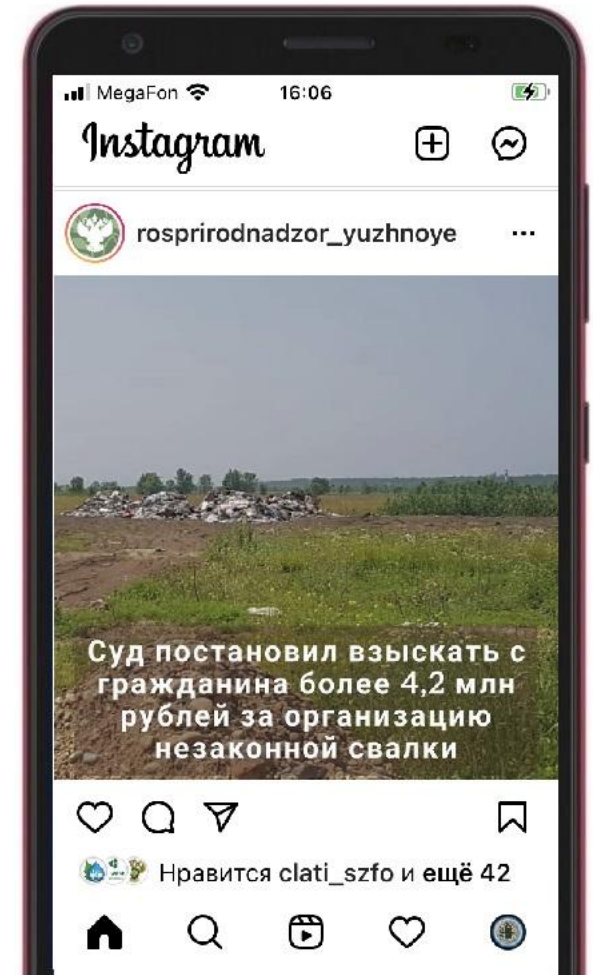 MegaFon 16:06
Instagram
rosprirodnadzor_yuzhnoye
Суд постановил взыскать с
гражданина более 4,2 млн
рублей за организацию
незаконной свалки
Нравится clati_szfo и ещё 42